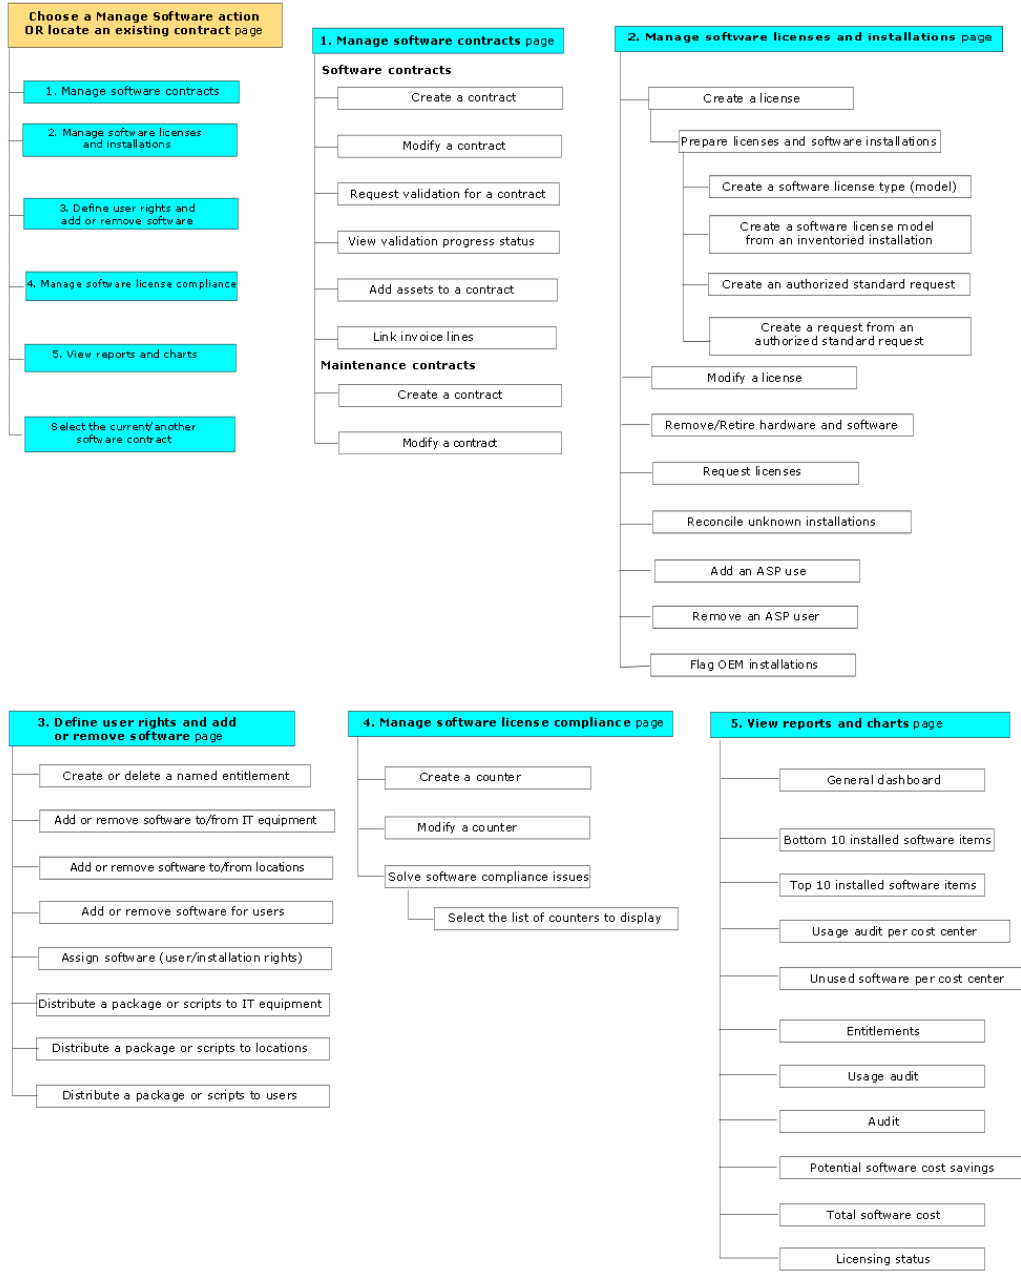 Choose a Manage Software action
OR locate an existing contract page
1. Manage software contracts
2. Manage software licenses
and installations
3. Define user rights and
add or remove software
4. Manage software license compliance
5. View reports and charts
Select the current/another
software contract
1. Manage software contracts page
Software contracts
Create a contract
Modify a contract
Request validation for a contract
View validation progress status
Add assets to a contract
Link invoice lines
Maintenance contracts
Create a contract
Modify a contract
2. Manage software licenses and installations page
Create a license
Prepare licenses and software installations
Create a software license type (model)
Create a software license model
from an inventoried installation
Create an authorized standard request
Create a request from an
authorized standard request
Modify a license
Remove/Retire hardware and software
Request licenses
Reconcile unknown installations
Add an ASP use
Remove an ASP user
Flag OEM installations
3. Define user rights and add
or remove software page
Create or delete a named entitlement
Add or remove software to/from IT equipment
Add or remove software to/from locations
Add or remove software for users
Assign software (user/installation rights)
Distribute a package or scripts to IT equipment
Distribute a package or scripts to locations
Distribute a package or scripts to users
4. Manage software license compliance page
Create a counter
Modify a counter
Solve software compliance issues
Select the list of counters to display
5. View reports and charts page
General dashboard
Bottom 10 installed software items
Top 10 installed software items
Usage audit per cost center
Unused software per cost center
Entitlements
Usage audit
Audit
Potential software cost savings
Total software cost
Licensing status